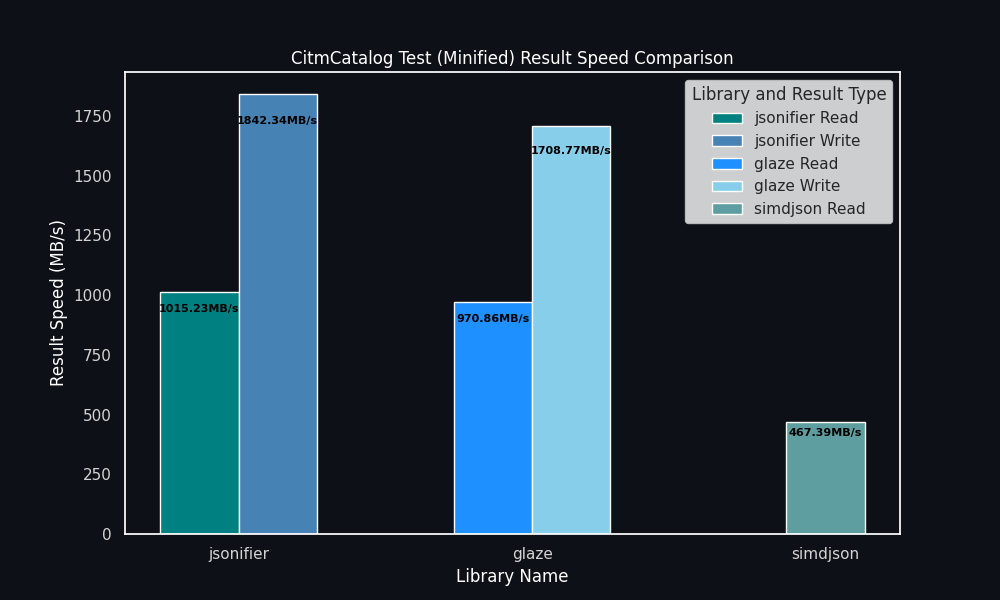 CitmCatalog Test (Minified) Result Speed Comparison
Result Speed (MB/s)
1750
1500
1250
1000
750
500
250
0
1015.23MB/s
1842.34MB/s
970.86MB/s
1708.77MB/s
467.39MB/s
Library and Result Type
jsonifier Read
jsonifier Write
glaze Read
glaze Write
simdjson Read
jsonifier
glaze
simdjson
Library Name